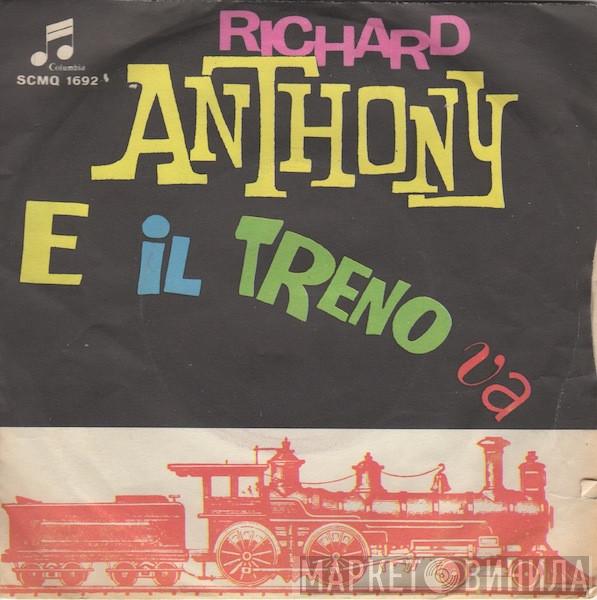 Columbia
SCMQ 1692
RICHARD
ANTHONY
E iL TRENO va
МАРКЕТ ВИНИЛА